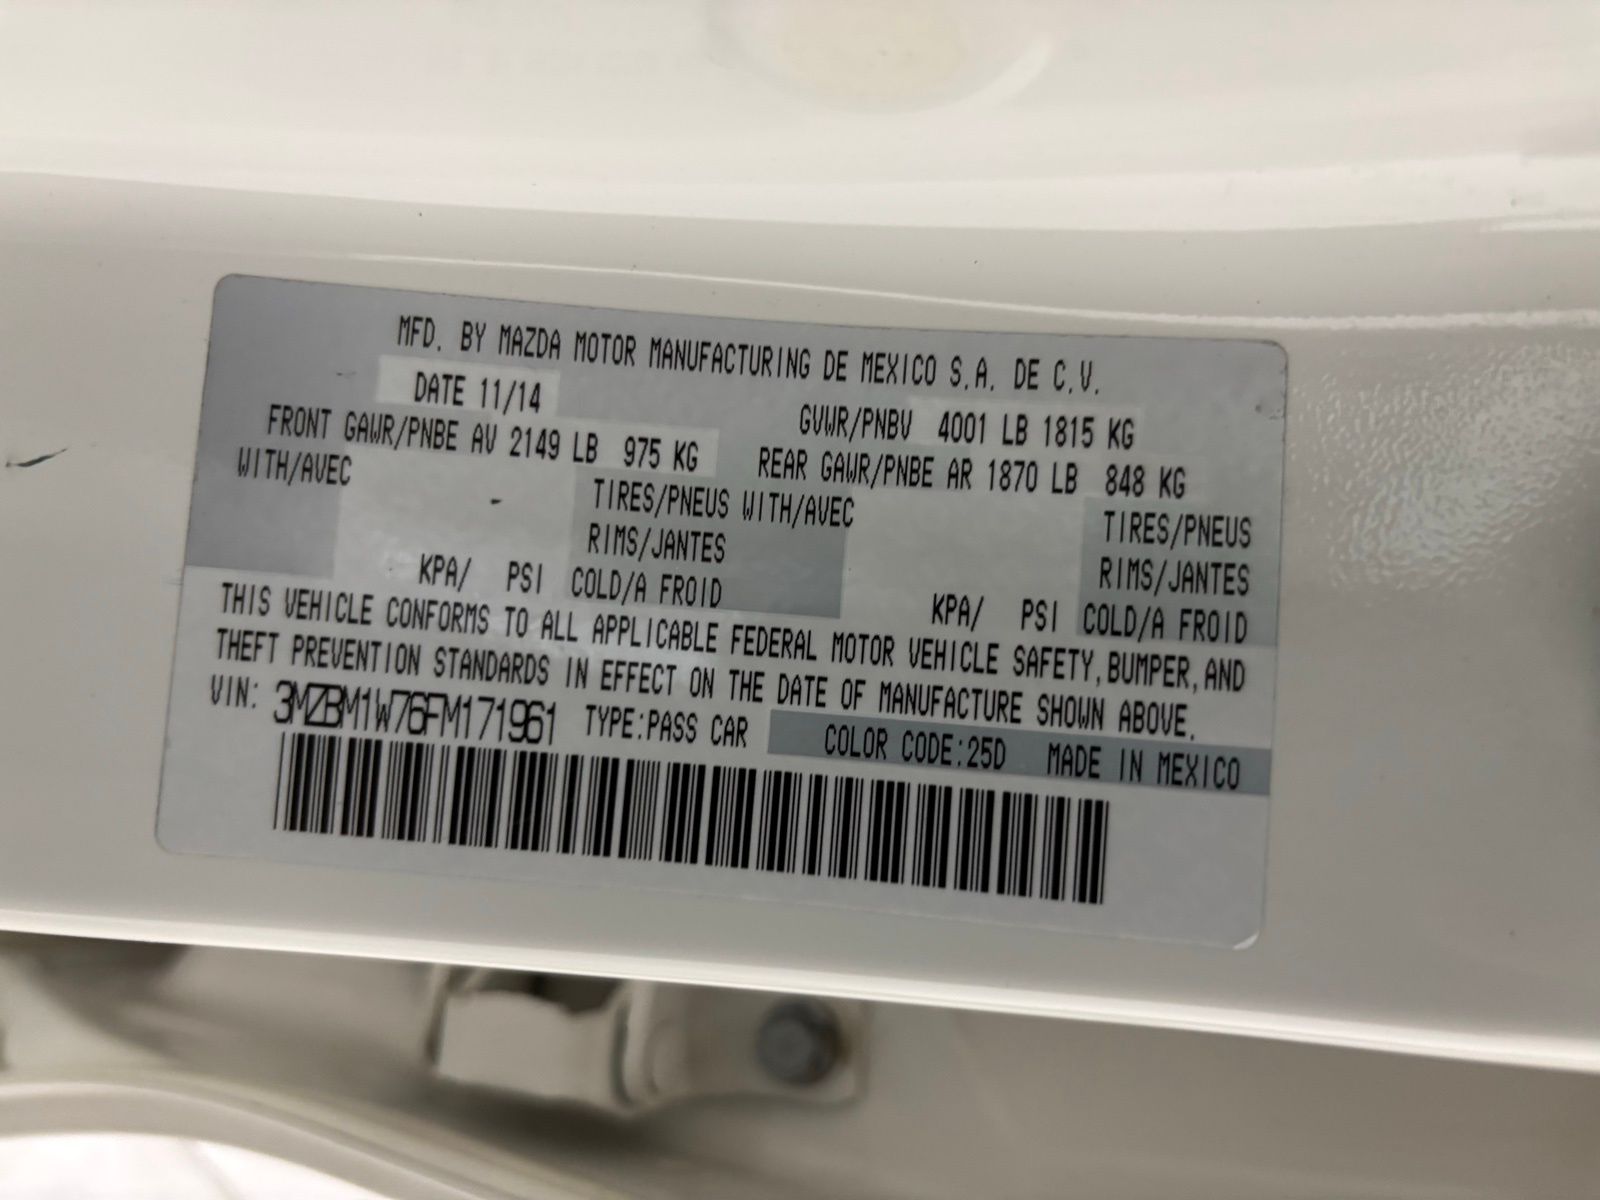 MFD. BY MAZDA MOTOR MANUFACTURING DE MEXICO S.A. DE C.V.
DATE 11/14
GVWR/PNBV 4001 LB 1815 KG
FRONT GAWR/PNBE AV 2149 LB 975 KG
REAR GAWR/PNBE AR 1870 LB 848 KG
WITH/AVEC
TIRES/PNEUS WITH/AVEC
TIRES/PNEUS
RIMS/JANTES
RIMS/JANTES
KPA/ PSI COLD/A FROID
KPA/ PSI COLD/A FROID
THIS VEHICLE CONFORMS TO ALL APPLICABLE FEDERAL MOTOR VEHICLE SAFETY, BUMPER, AND
THEFT PREVENTION STANDARDS IN EFFECT ON THE DATE OF MANUFACTURE SHOWN ABOVE.
VIN: 3MZBM1W76FM171961 TYPE:PASS CAR COLOR CODE:25D MADE IN MEXICO